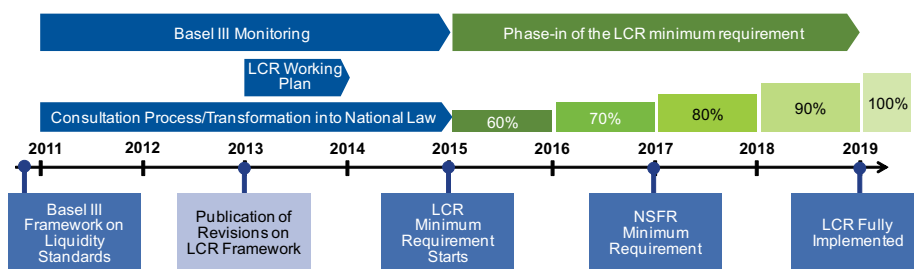 Basel III Monitoring
Phase-in of the LCR minimum requirement
LCR Working
Plan
Consultation Process/Transformation into National Law
60%
70%
80%
90%
100%
2011
2012
2013
2014
2015
2016
2017
2018
2019
Basel III
Framework on
Liquidity
Standards
Publication of
Revisions on
LCR Framework
LCR
Minimum
Requirement
Starts
NSFR
Minimum
Requirement
LCR Fully
Implemented